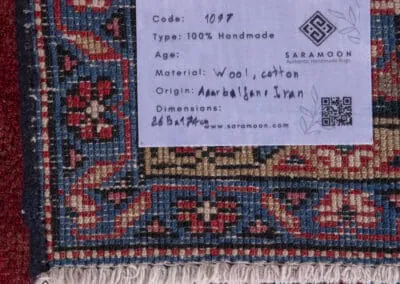 Code: 1097
SARAMOON
Authentic Handmade Rugs
Type: 100% Handmade
Age:
Material: Wool, cotton
Origin: Azarbaijane Iran
Dimensions:
www.saramoon.com